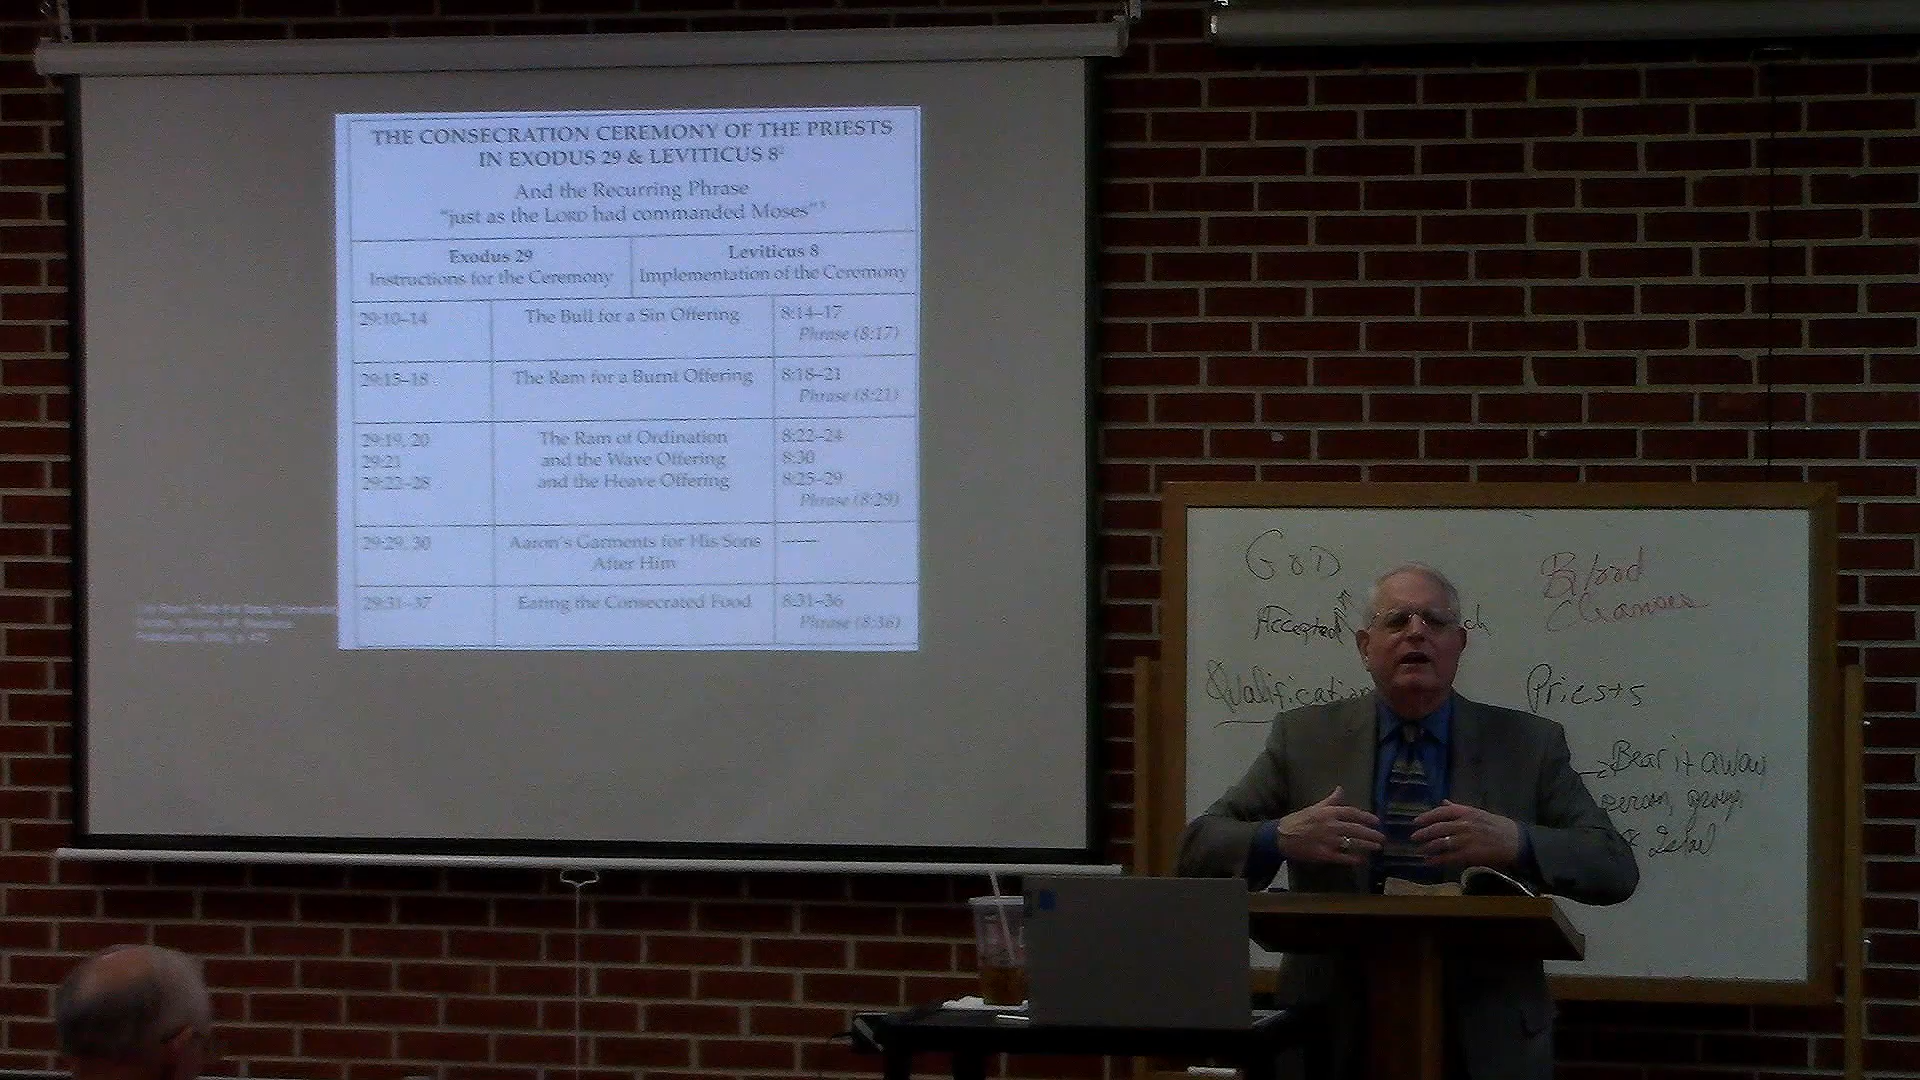 THE CONSECRATION CEREMONY OF THE PRIESTS
IN EXODUS 29 & LEVITICUS 8
And the Recurring Phrase
"just as the LORD had commanded Moses"
Exodus 29
Instructions for the Ceremony
Leviticus 8
Implementation of the Ceremony
29:10–14
The Bull for a Sin Offering
8:14–17
Phrase (8:17)
29:15–18
The Ram for a Burnt Offering
8:18–21
Phrase (8:21)
29:19, 20
29:21
29:22–28
The Ram of Ordination
and the Wave Offering
and the Heave Offering
8:22–24
8:30
8:25–29
Phrase (8:29)
29:29, 30
Aaron's Garments for His Sons
After Him
——
29:31–37
Eating the Consecrated Food
8:31–36
Phrase (8:36)
GOD
Accepted
Qualification
Blood
Cleanses
Priests
Bear it away
person, group